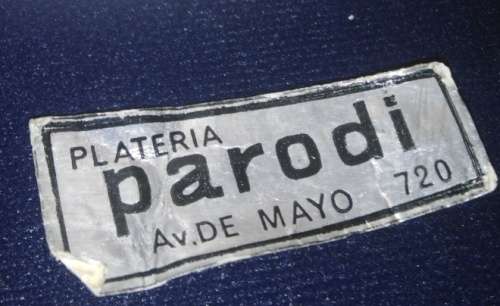 PLATERIA
parodi
AV. DE MAYO 720